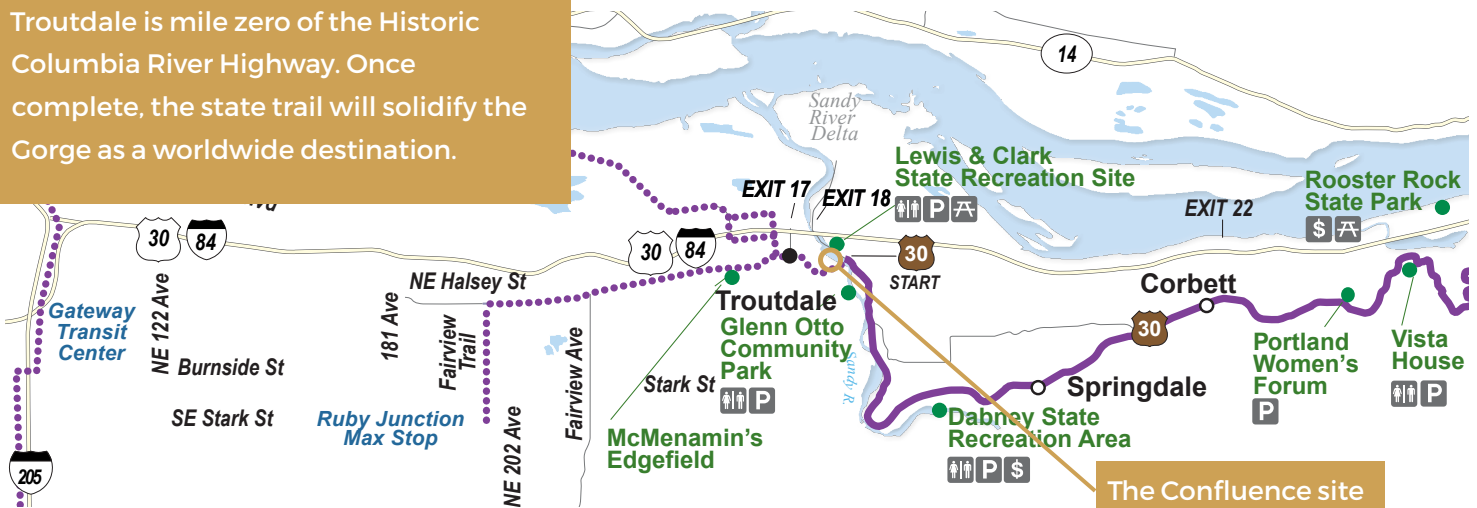 Troutdale is mile zero of the Historic
Columbia River Highway. Once
complete, the state trail will solidify the
Gorge as a worldwide destination.
14
Sandy
River
Delta
Lewis & Clark
State Recreation Site
P
EXIT 17
EXIT 18
Rooster Rock
State Park
$
EXIT 22
30
84
30
84
30
START
NE Halsey St
Troutdale
Corbett
Gateway
Transit
Center
NE 122 Ave
181 Ave
Fairview
Trail
Fairview Ave
Glenn Otto
Community
Park
P
Sandy R.
30
Portland
Women's
Forum
P
Vista
House
P
Burnside St
Stark St
Springdale
SE Stark St
Ruby Junction
Max Stop
NE 202 Ave
McMenamin's
Edgefield
Dabney State
Recreation Area
P $
205
The Confluence site